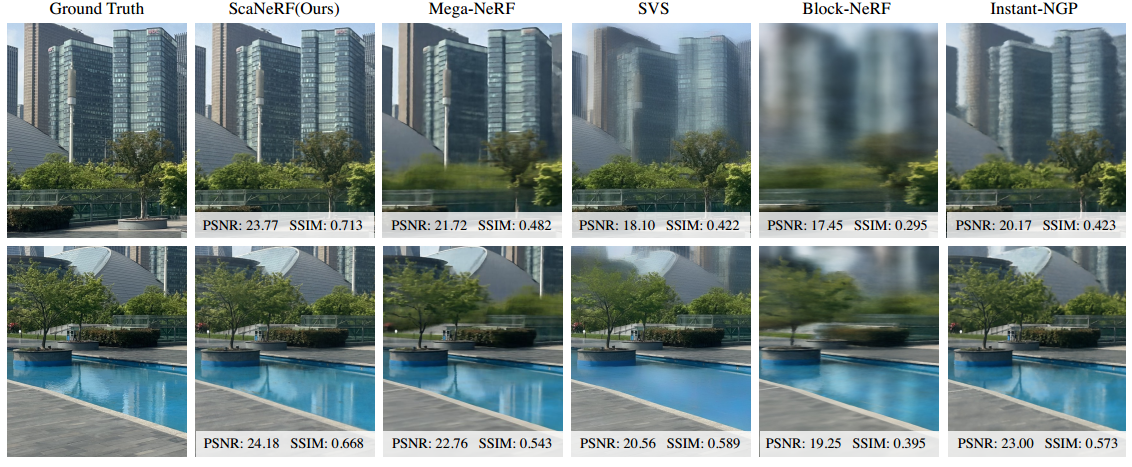 Ground Truth ScaNeRF(Ours) Mega-NeRF SVS Block-NeRF Instant-NGP
PSNR: 23.77 SSIM: 0.713 PSNR: 21.72 SSIM: 0.482 PSNR: 18.10 SSIM: 0.422 PSNR: 17.45 SSIM: 0.295 PSNR: 20.17 SSIM: 0.423
PSNR: 24.18 SSIM: 0.668 PSNR: 22.76 SSIM: 0.543 PSNR: 20.56 SSIM: 0.589 PSNR: 19.25 SSIM: 0.395 PSNR: 23.00 SSIM: 0.573